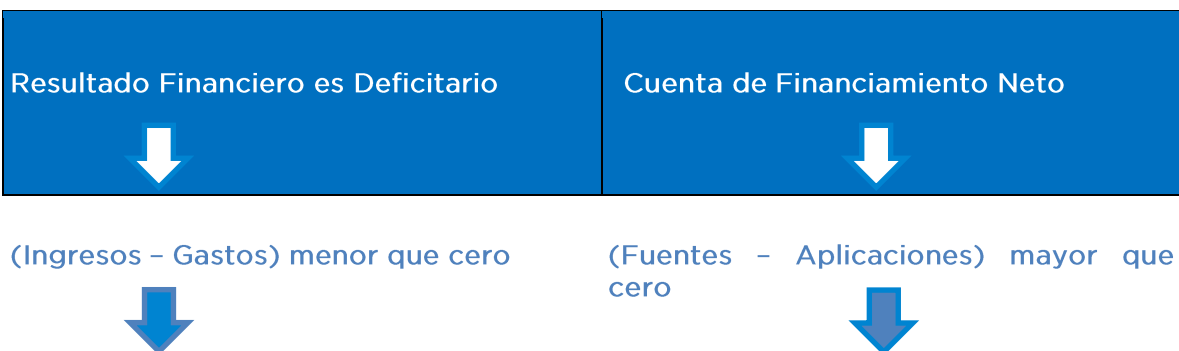 Resultado Financiero es Deficitario
Cuenta de Financiamiento Neto
(Ingresos – Gastos) menor que cero
(Fuentes – Aplicaciones) mayor que
cero